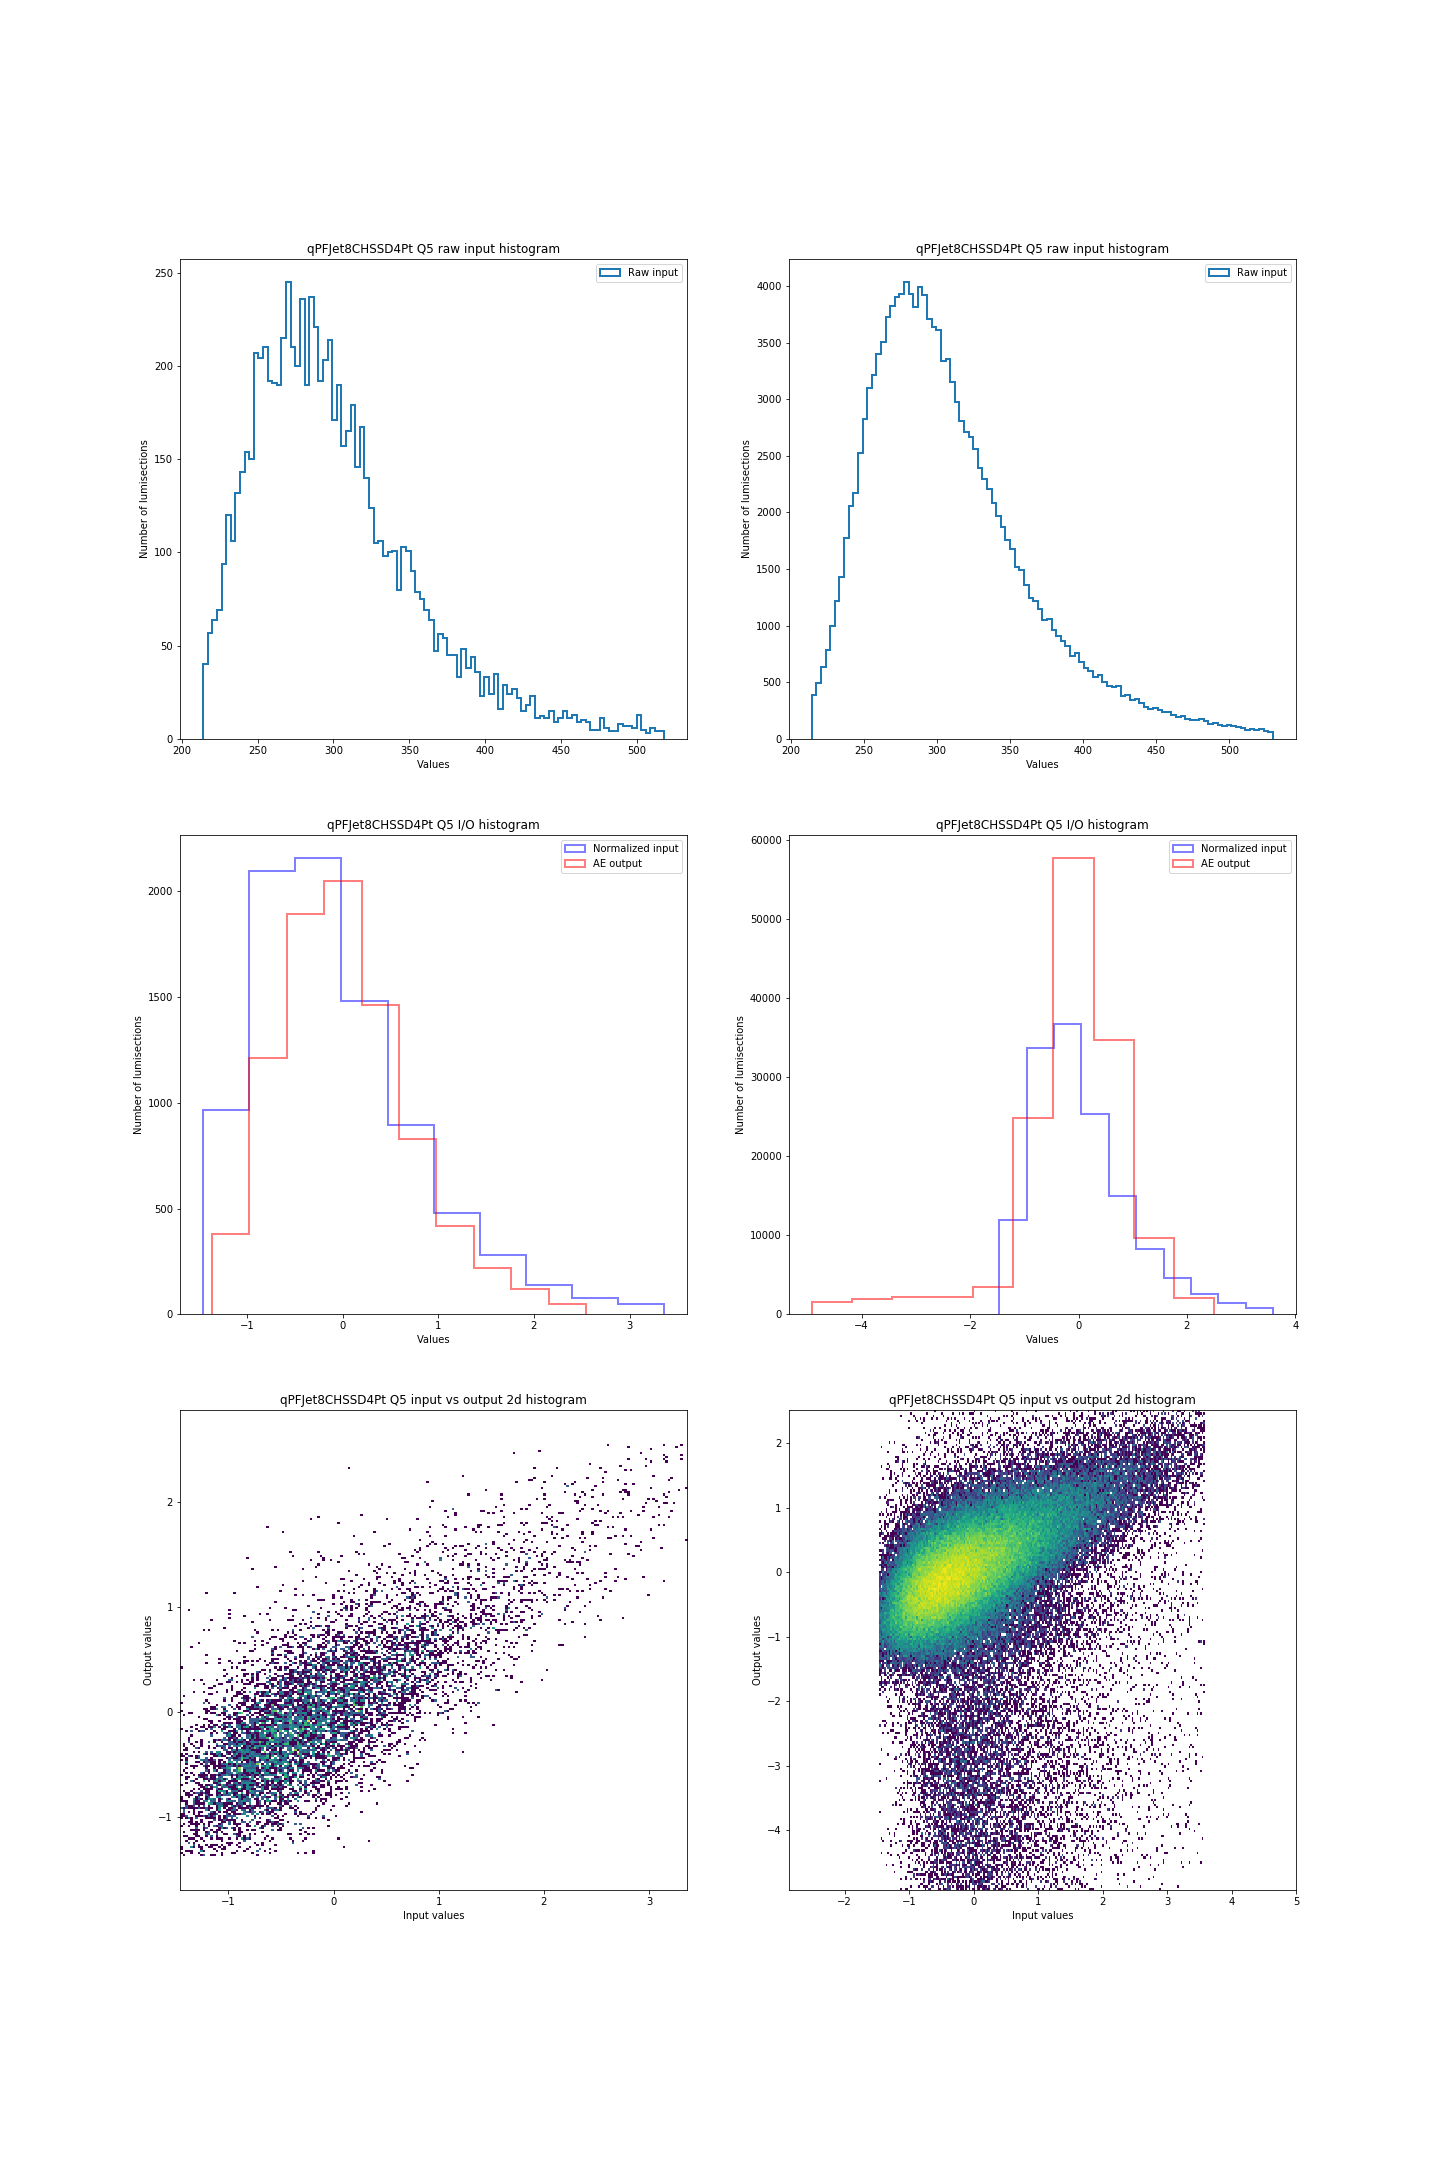 qPFJet8CHSSD4Pt Q5 raw input histogram
Raw input
250
200
150
100
50
0
Number of lumisections
200 250 300 350 400 450 500
Values
qPFJet8CHSSD4Pt Q5 raw input histogram
Raw input
4000
3500
3000
2500
2000
1500
1000
500
0
Number of lumisections
200 250 300 350 400 450 500
Values
qPFJet8CHSSD4Pt Q5 I/O histogram
Normalized input
AE output
2000
1500
1000
500
0
Number of lumisections
−1 0 1 2 3
Values
qPFJet8CHSSD4Pt Q5 I/O histogram
Normalized input
AE output
60000
50000
40000
30000
20000
10000
0
Number of lumisections
−4 −2 0 2 4
Values
qPFJet8CHSSD4Pt Q5 input vs output 2d histogram
2
1
0
−1
Output values
−1 0 1 2 3
Input values
qPFJet8CHSSD4Pt Q5 input vs output 2d histogram
2
1
0
−1
−2
−3
−4
Output values
−2 −1 0 1 2 3 4 5
Input values